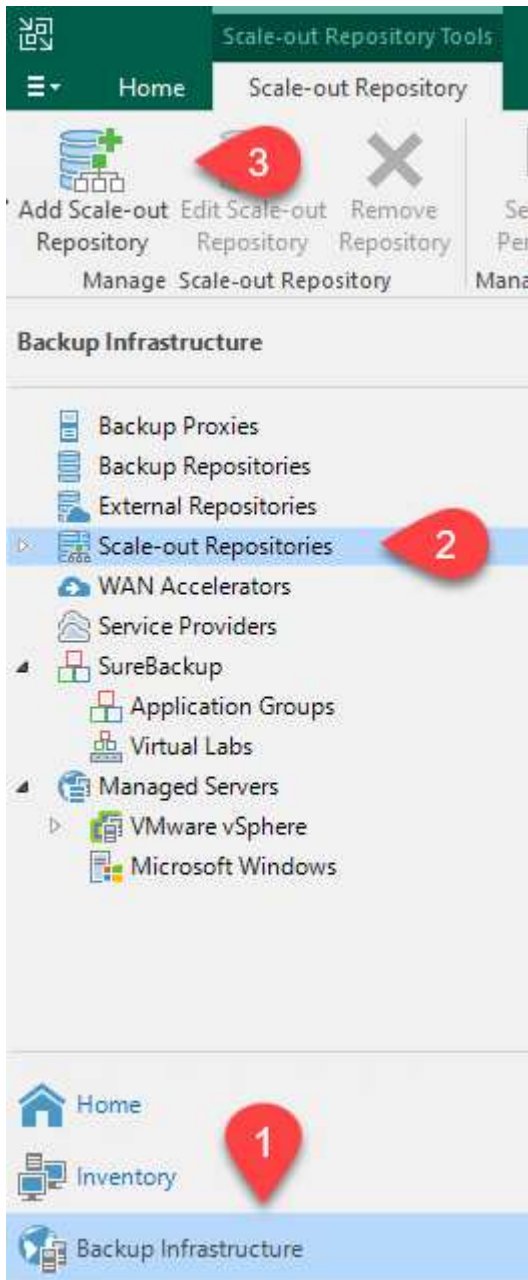 Scale-out Repository Tools
Home
Scale-out Repository
3
Add Scale-out
Repository
Edit Scale-out
Repository
Remove
Repository
Manage Scale-out Repository
Backup Infrastructure
Backup Proxies
Backup Repositories
External Repositories
Scale-out Repositories
2
WAN Accelerators
Service Providers
SureBackup
Application Groups
Virtual Labs
Managed Servers
VMware vSphere
Microsoft Windows
Home
1
Inventory
Backup Infrastructure